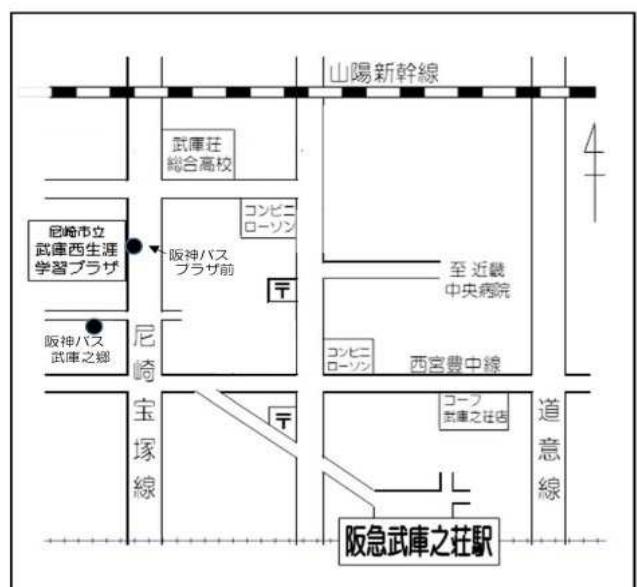 山陽新幹線
武庫荘
総合高校
コンビニ
ローソン
尼崎市立
武庫西生涯
学習プラザ
阪神バス
プラザ前
至 近畿
中央病院
〒
阪神バス
武庫之郷
コンビニ
ローソン
西宮豊中線
尼崎宝塚線
〒
コープ
武庫之荘店
道意線
阪急武庫之荘駅